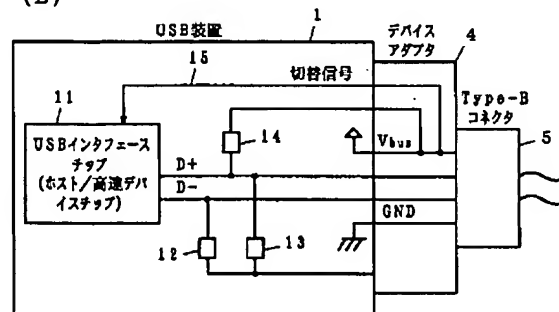 USB装置
1
デバイス
アダプタ
4
15
切替信号
11
Type-B
コネクタ
5
14
Vbus
USBインタフェース
チップ
(ホスト/高速デバ
イスチップ)
D+
D-
GND
12
13